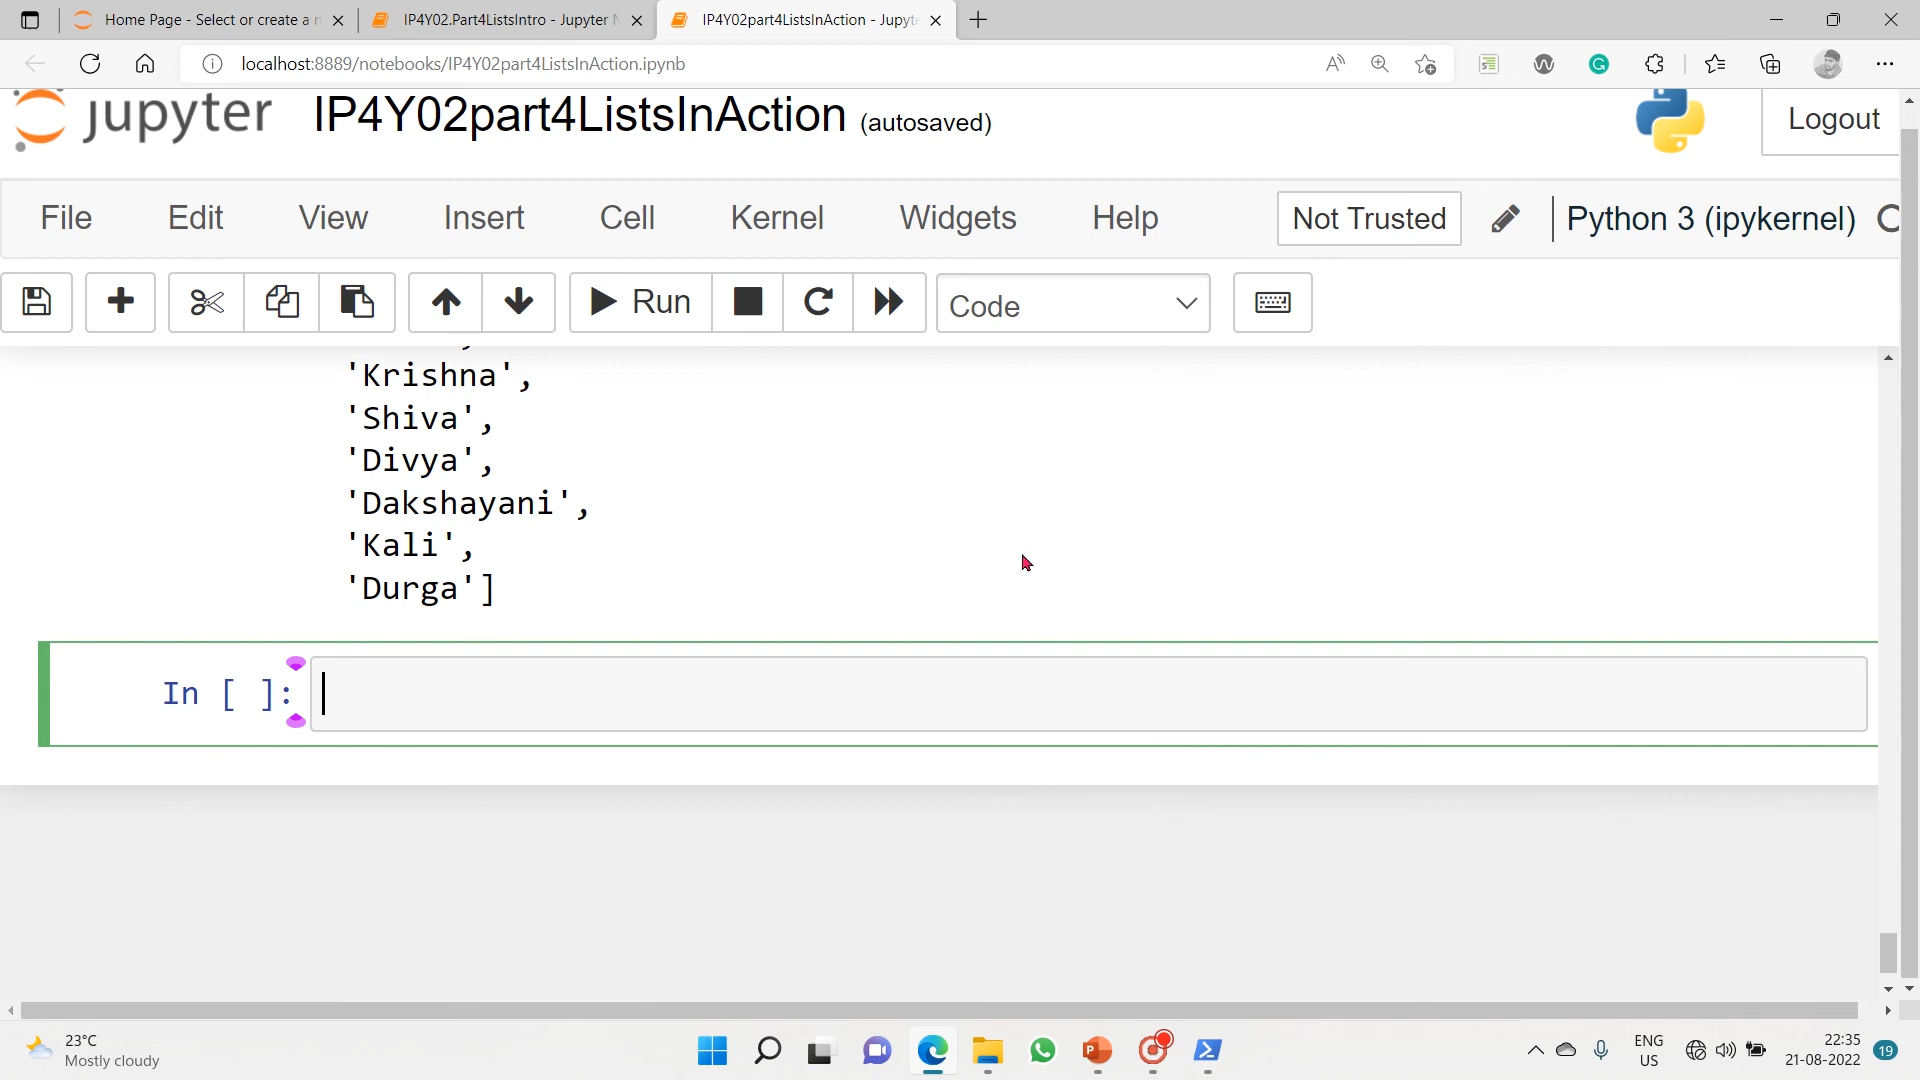 Home Page - Select or create a n
IP4Y02.Part4ListsIntro - Jupyter N
IP4Y02part4ListsInAction - Jupyt
localhost:8889/notebooks/IP4Y02part4ListsInAction.ipynb
jupyter IP4Y02part4ListsInAction (autosaved)
Logout
File Edit View Insert Cell Kernel Widgets Help Not Trusted Python 3 (ipykernel)
Run Code
'Krishna',
'Shiva',
'Divya',
'Dakshayani',
'Kali',
'Durga']
In [ ]:
23°C
Mostly cloudy
ENG
US
22:35
21-08-2022
19